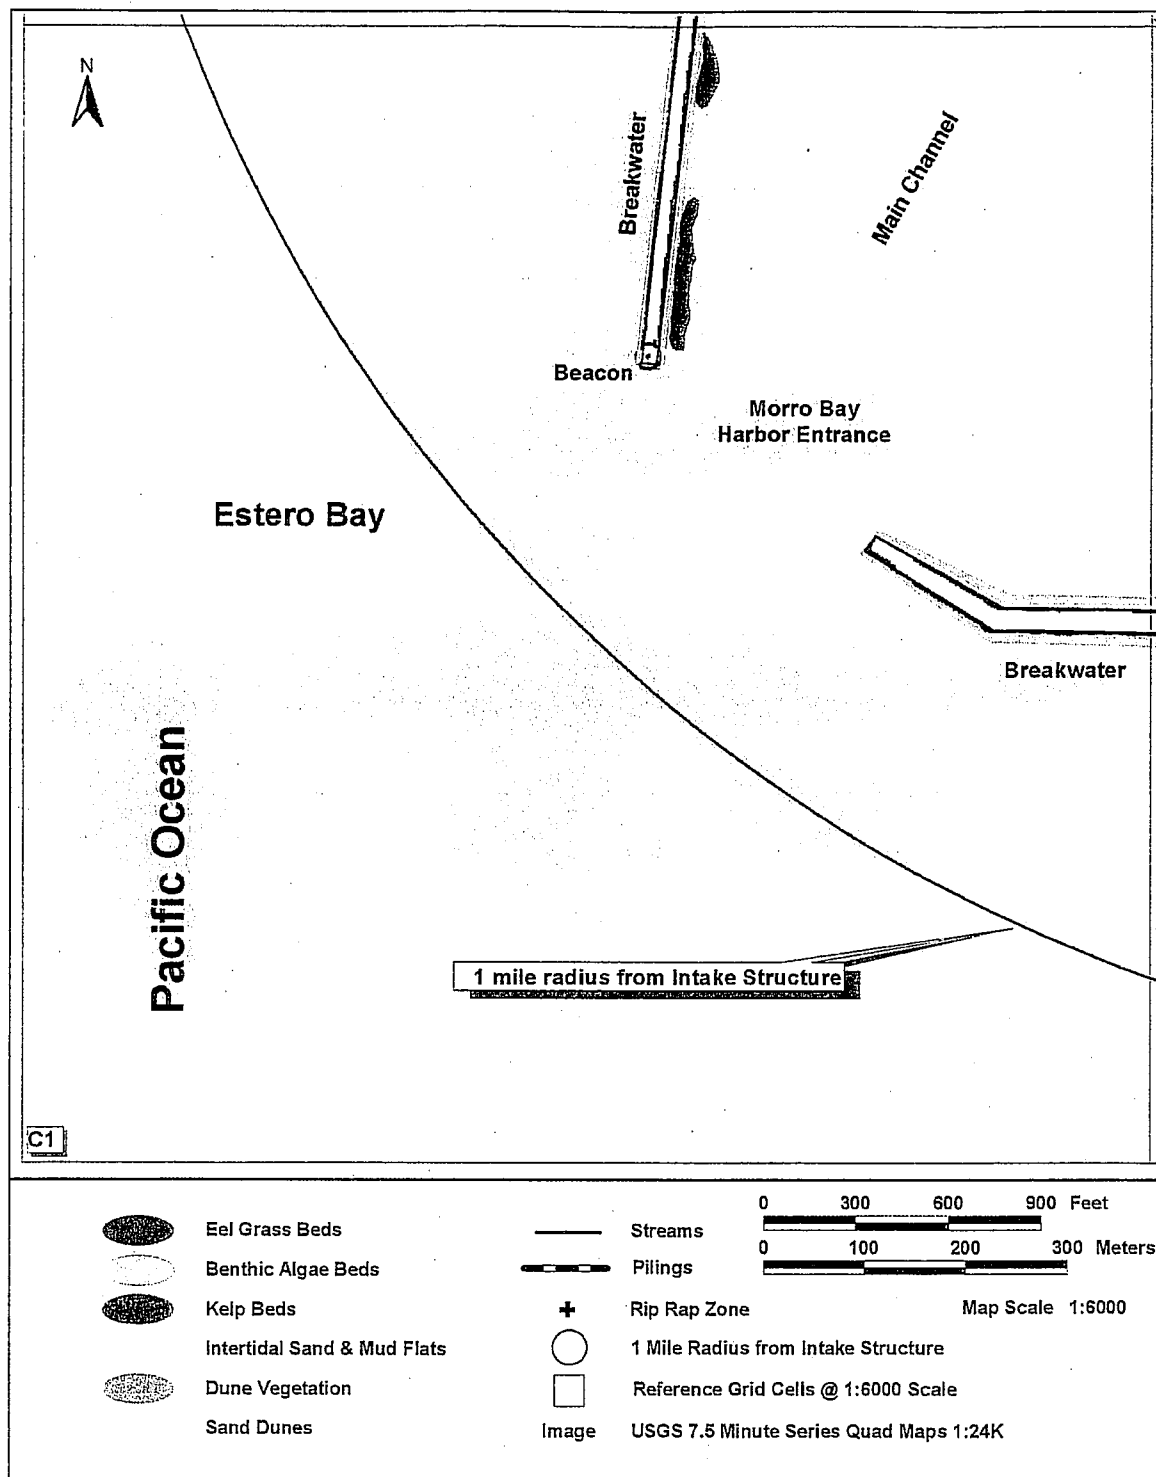 N
Breakwater
Main Channel
Beacon
Morro Bay
Harbor Entrance
Estero Bay
Breakwater
Pacific Ocean
1 mile radius from Intake Structure
C1
Eel Grass Beds
Benthic Algae Beds
Kelp Beds
Intertidal Sand & Mud Flats
Dune Vegetation
Sand Dunes
Streams
Pilings
Rip Rap Zone
1 Mile Radius from Intake Structure
Reference Grid Cells @ 1:6000 Scale
Image USGS 7.5 Minute Series Quad Maps 1:24K
0 300 600 900 Feet
0 100 200 300 Meters
Map Scale 1:6000